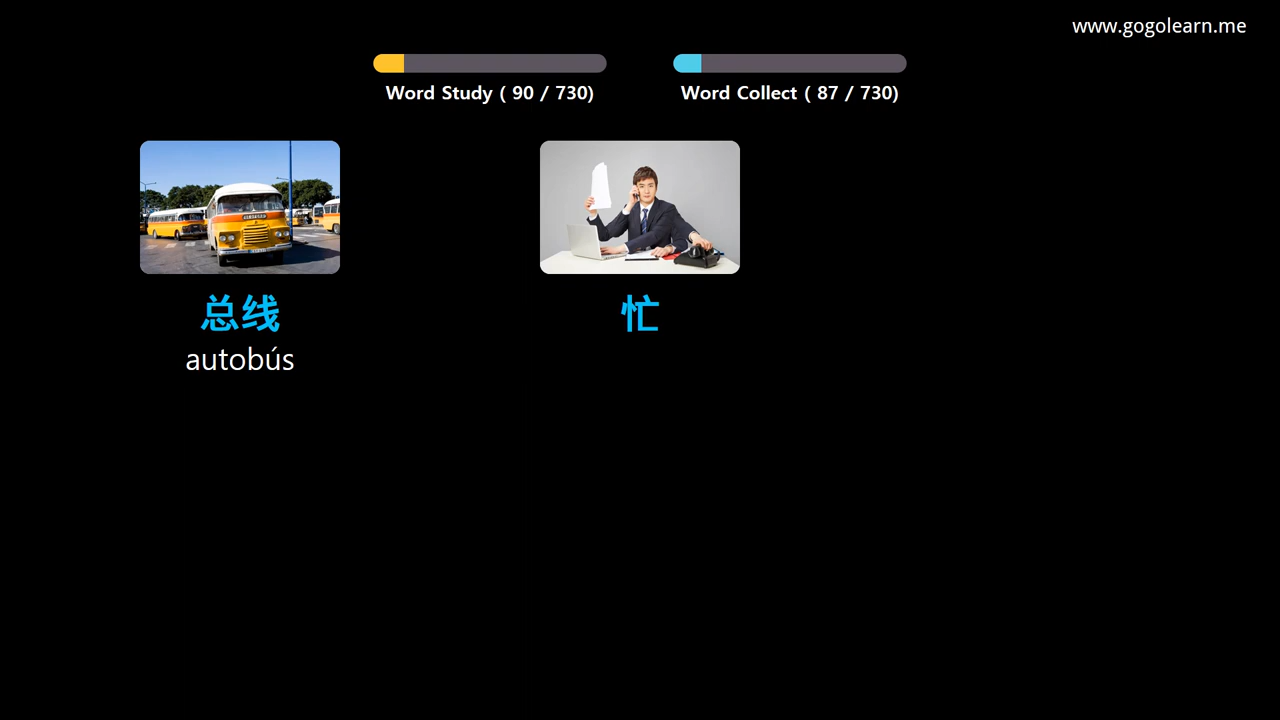 www.gogolearn.me
Word Study ( 90 / 730)
Word Collect ( 87 / 730)
总线
autobús
忙